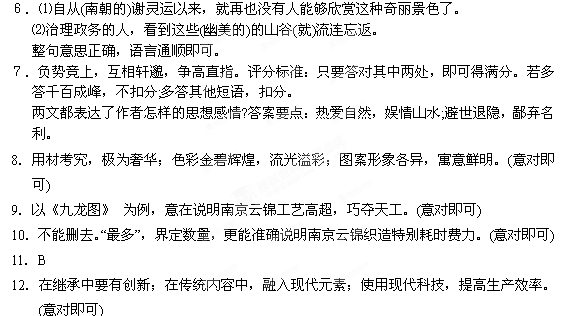 6．⑴自从(南朝的)谢灵运以来，就再也没有人能够欣赏这种奇丽景色了。
⑵治理政务的人，看到这些(幽美的)的山谷(就)流连忘返。
整句意思正确，语言通顺即可。
7．负势竞上，互相轩邈，争高直指。评分标准：只要答对其中两处，即可得满分。若多
答千百成峰，不扣分;多答其他短语，扣分。
两文都表达了作者怎样的思想感情?答案要点：热爱自然，娱情山水;避世退隐，鄙弃名
利。
8．用材考究，极为奢华；色彩金碧辉煌，流光溢彩；图案形象各异，寓意鲜明。(意对即
可)
9．以《九龙图》 为例，意在说明南京云锦工艺高超，巧夺天工。(意对即可)
10．不能删去。“最多”，界定数量，更能准确说明南京云锦织造特别耗时费力。(意对即可)
11．B
12．在继承中要有创新；在传统内容中，融入现代元素；使用现代科技，提高生产效率。
(意对即可)